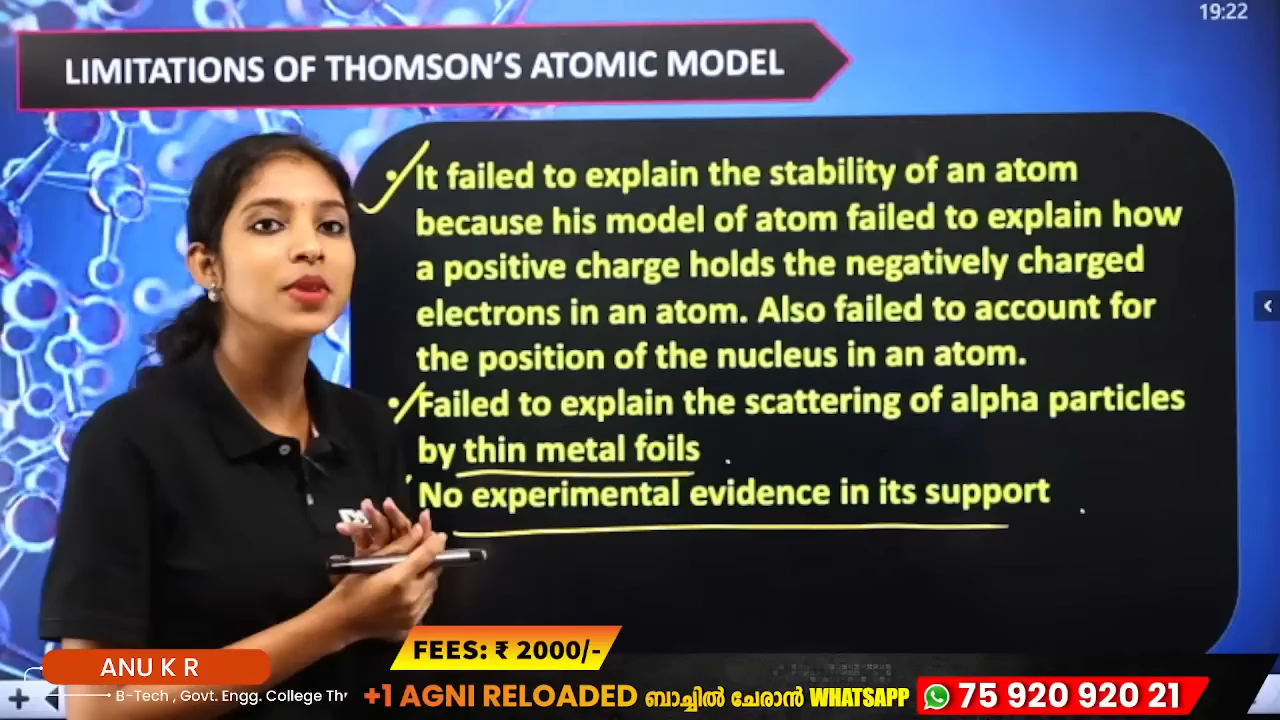 19:22
LIMITATIONS OF THOMSON'S ATOMIC MODEL
•It failed to explain the stability of an atom
because his model of atom failed to explain how
a positive charge holds the negatively charged
electrons in an atom. Also failed to account for
the position of the nucleus in an atom.
•Failed to explain the scattering of alpha particles
by thin metal foils
No experimental evidence in its support
FEES: ₹ 2000/-
ANU K R
B-Tech , Govt. Engg. College Th
+1 AGNI RELOADED ബാച്ചിൽ ചേരാൻ WHATSAPP 75 920 920 21